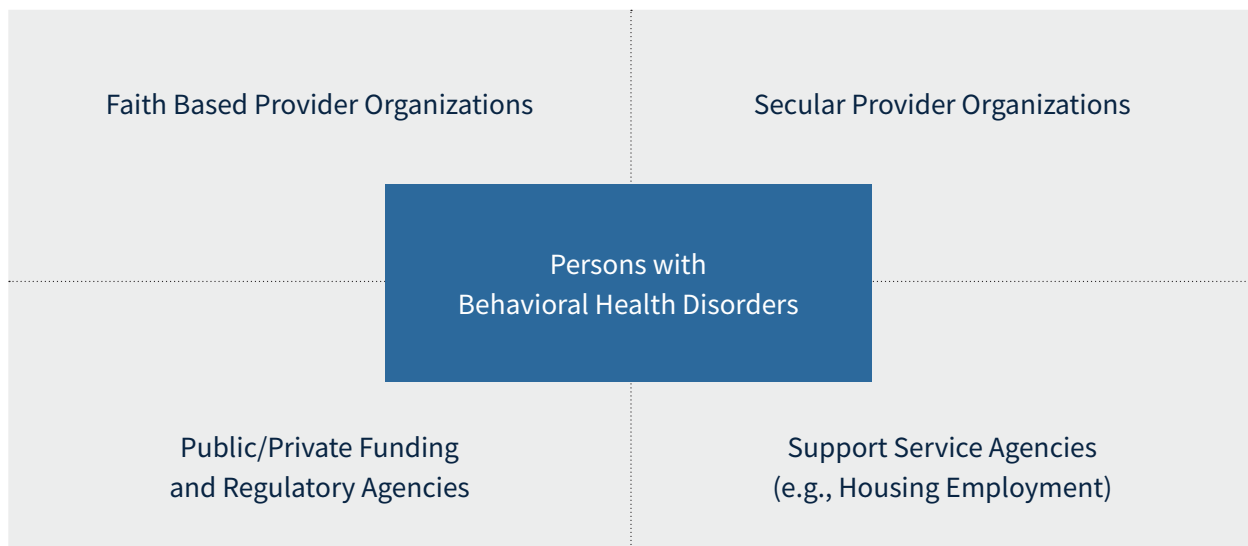 Faith Based Provider Organizations
Secular Provider Organizations
Persons with
Behavioral Health Disorders
Public/Private Funding
and Regulatory Agencies
Support Service Agencies
(e.g., Housing Employment)